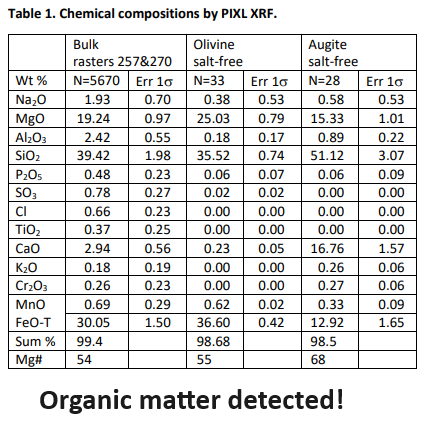 Table 1. Chemical compositions by PIXL XRF.
Bulk Olivine Augite
rasters 257&270 salt-free salt-free
Wt % N=5670 Err 1σ N=33 Err 1σ N=28 Err 1σ
Na₂O 1.93 0.70 0.38 0.53 0.58 0.53
MgO 19.24 0.97 25.03 0.79 15.33 1.01
Al₂O₃ 2.42 0.55 0.18 0.17 0.89 0.22
SiO₂ 39.42 1.98 35.52 0.74 51.12 3.07
P₂O₅ 0.48 0.23 0.06 0.07 0.06 0.09
SO₃ 0.78 0.27 0.02 0.02 0.00 0.00
Cl 0.66 0.23 0.00 0.00 0.00 0.00
TiO₂ 0.37 0.25 0.00 0.00 0.00 0.00
CaO 2.94 0.56 0.23 0.05 16.76 1.57
K₂O 0.18 0.19 0.00 0.00 0.26 0.06
Cr₂O₃ 0.26 0.23 0.00 0.00 0.27 0.06
MnO 0.69 0.29 0.62 0.02 0.33 0.09
FeO-T 30.05 1.50 36.60 0.42 12.92 1.65
Sum % 99.4 98.68 98.5
Mg# 54 55 68
Organic matter detected!